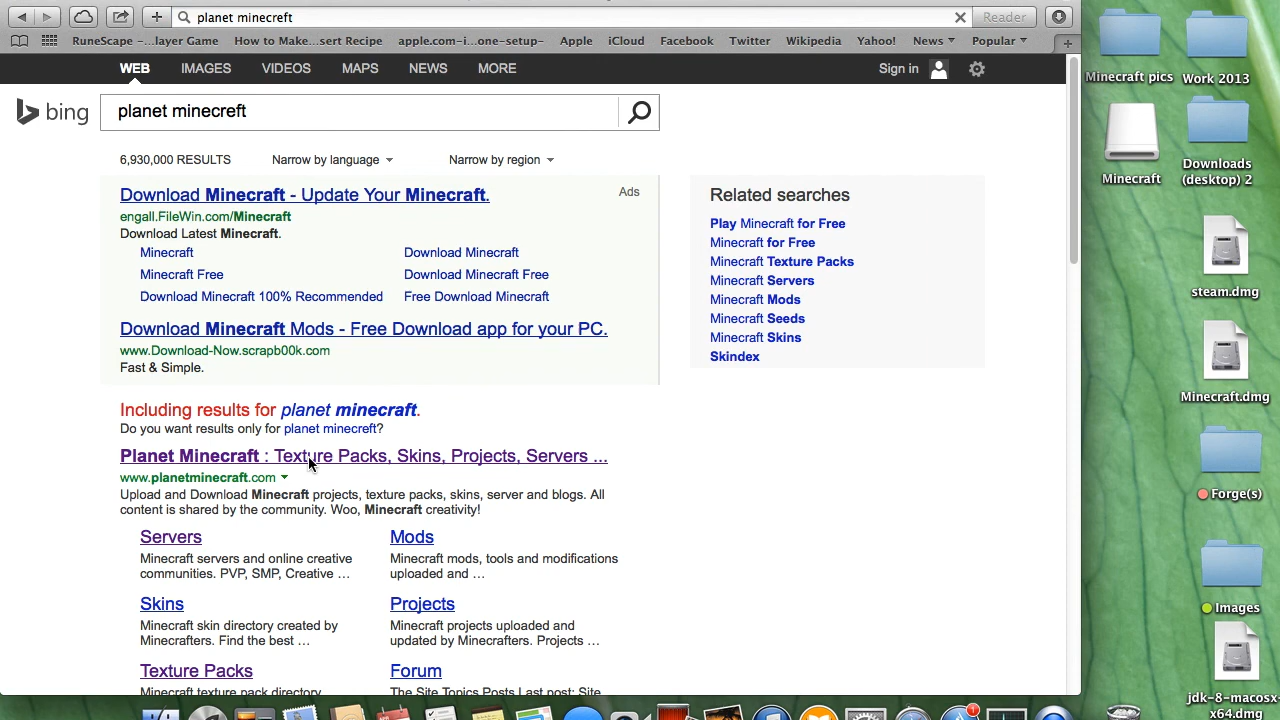 planet minecreft
Reader
RuneScape -...layer Game
How to Make...sert Recipe
apple.com-i...one-setup-
Apple
iCloud
Facebook
Twitter
Wikipedia
Yahoo!
News
Popular
WEB
IMAGES
VIDEOS
MAPS
NEWS
MORE
Sign in
bing
planet minecreft
6,930,000 RESULTS
Narrow by language
Narrow by region
Download Minecraft - Update Your Minecraft.
Ads
engall.FileWin.com/Minecraft
Download Latest Minecraft.
Minecraft
Download Minecraft
Minecraft Free
Download Minecraft Free
Download Minecraft 100% Recommended
Free Download Minecraft
Download Minecraft Mods - Free Download app for your PC.
www.Download-Now.scrapb00k.com
Fast & Simple.
Including results for planet minecraft.
Do you want results only for planet minecreft?
Planet Minecraft : Texture Packs, Skins, Projects, Servers ...
www.planetminecraft.com
Upload and Download Minecraft projects, texture packs, skins, server and blogs. All
content is shared by the community. Woo, Minecraft creativity!
Servers
Minecraft servers and online creative
communities. PVP, SMP, Creative ...
Mods
Minecraft mods, tools and modifications
uploaded and ...
Skins
Minecraft skin directory created by
Minecrafters. Find the best ...
Projects
Minecraft projects uploaded and
updated by Minecrafters. Projects ...
Texture Packs
Minecraft texture pack directory
Forum
The Site Topics Posts Last post: Site
Related searches
Play Minecraft for Free
Minecraft for Free
Minecraft Texture Packs
Minecraft Servers
Minecraft Mods
Minecraft Seeds
Minecraft Skins
Skindex
Minecraft pics
Work 2013
Minecraft
Downloads
(desktop) 2
steam.dmg
Minecraft.dmg
Forge(s)
Images
jdk-8-macosx
x64.dmg
1